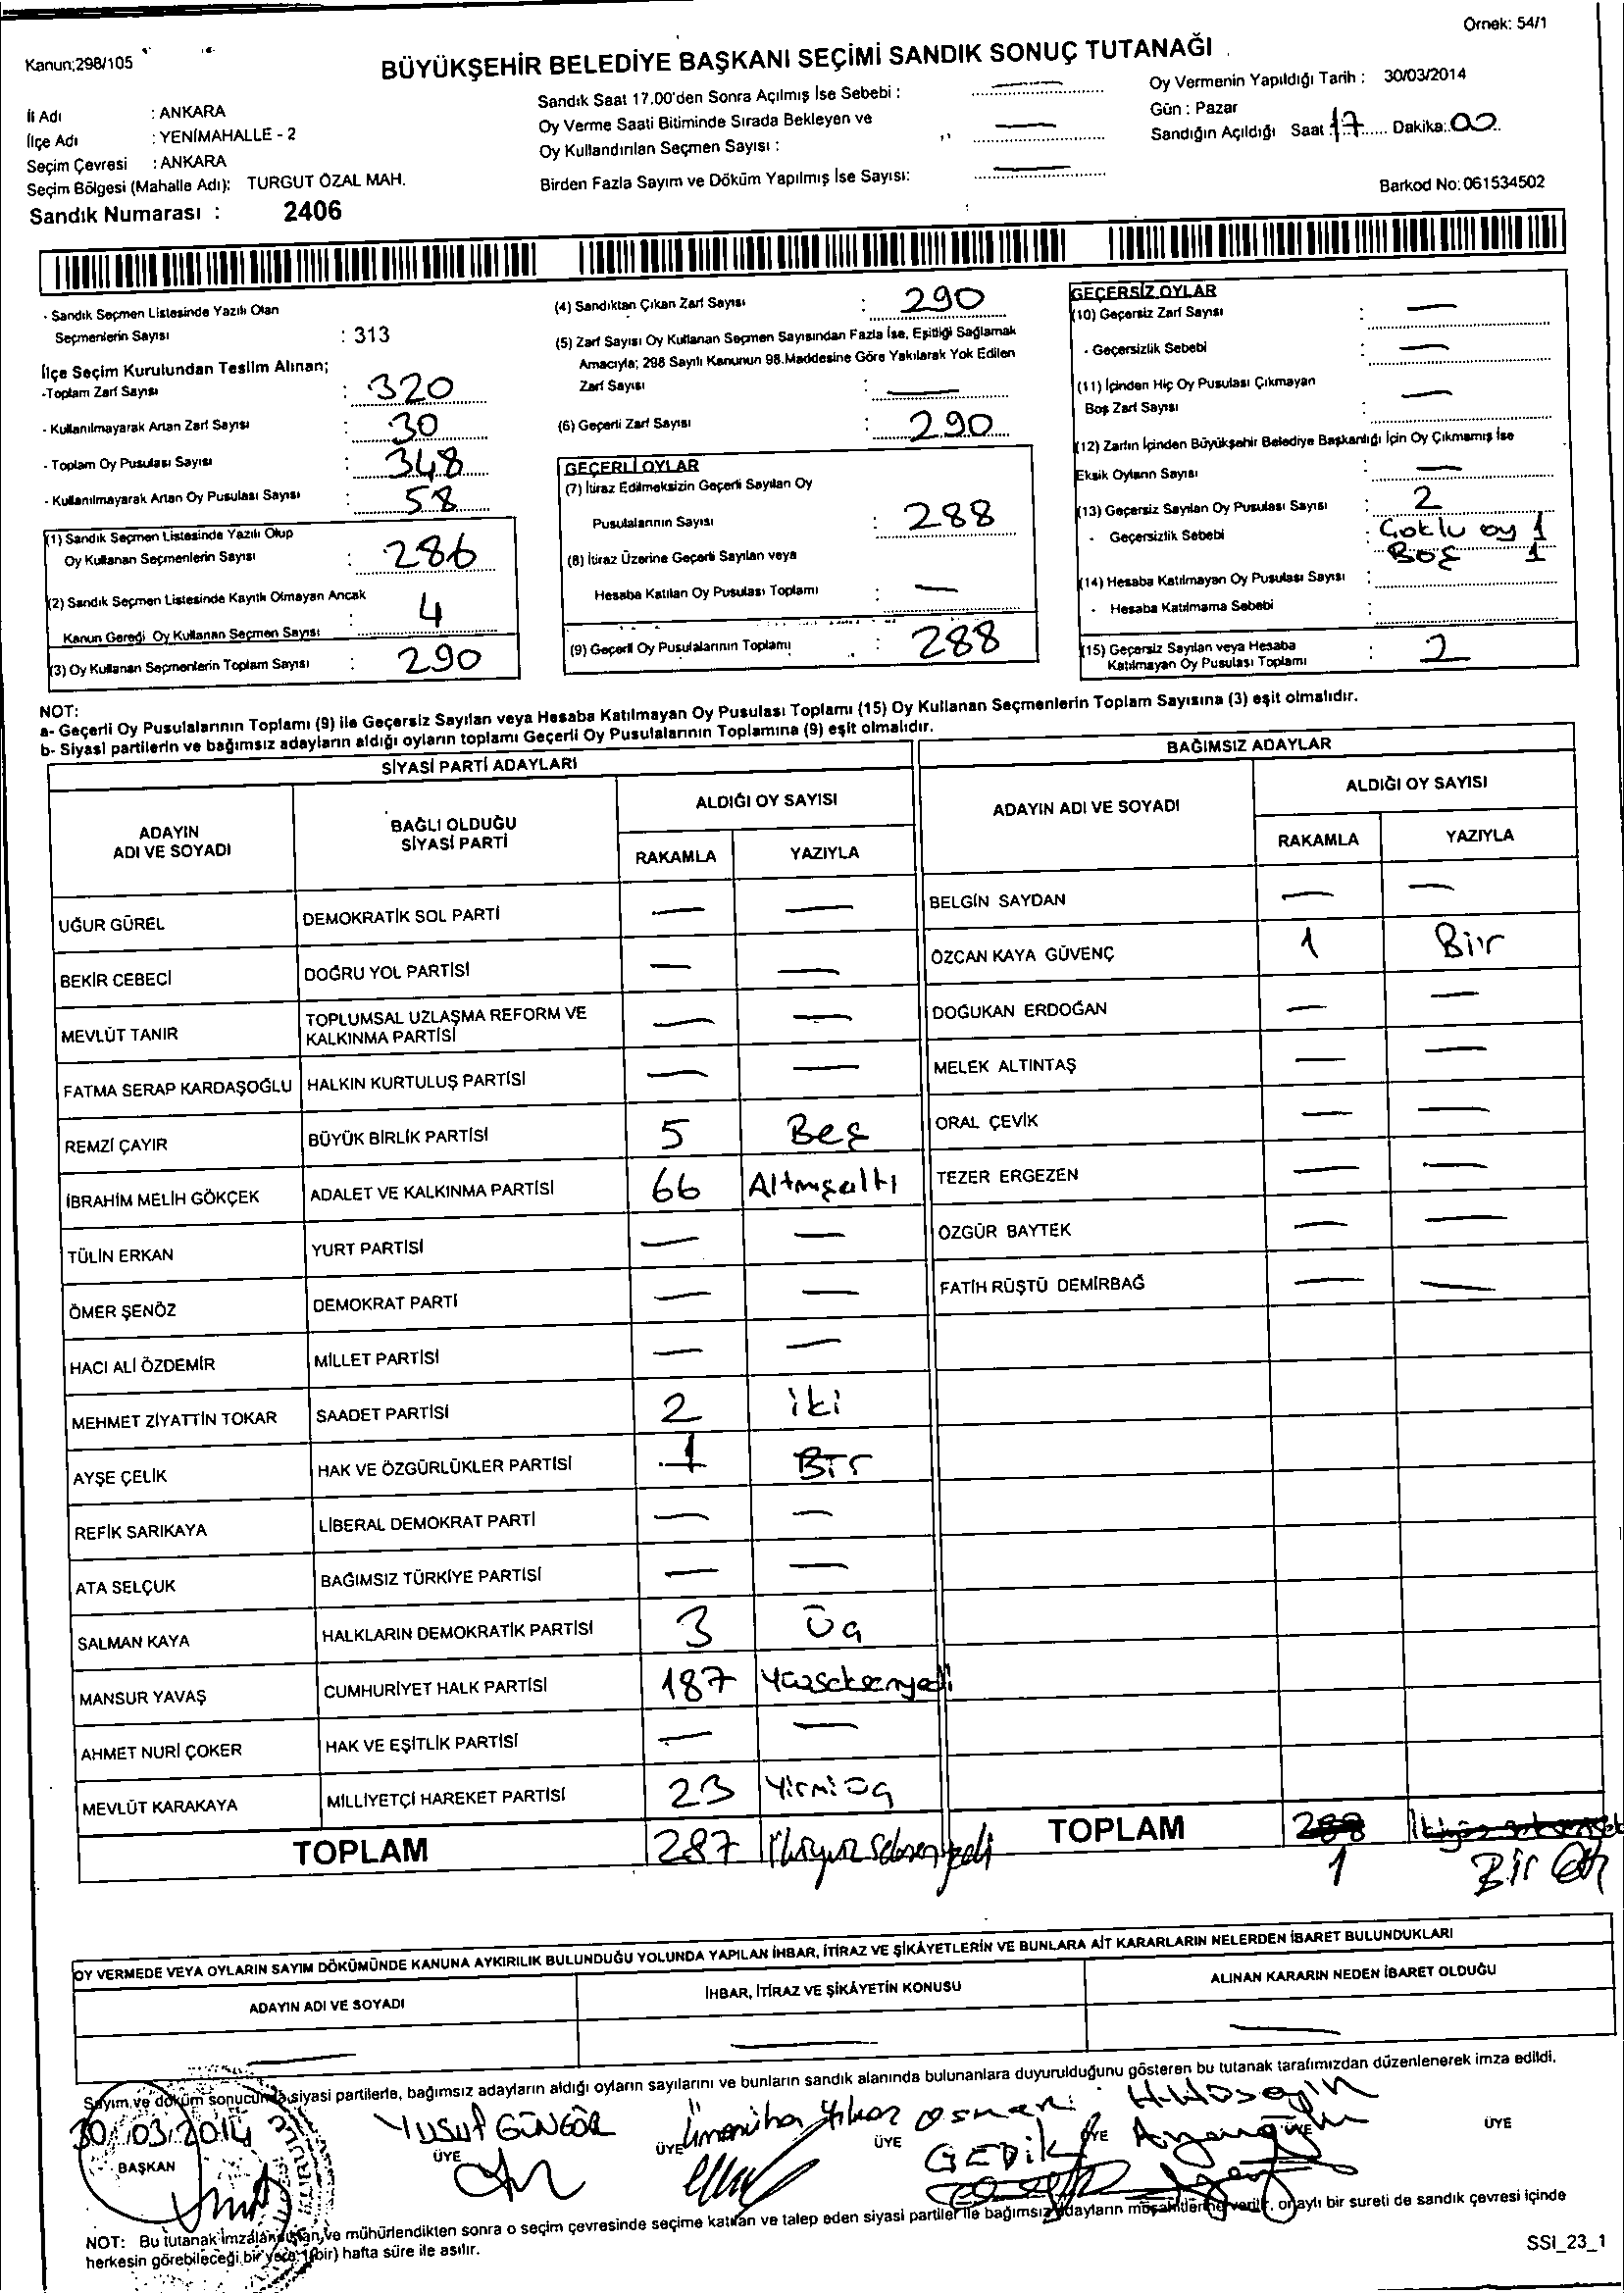 Örnek: 54/1
Kanun;298/105
BÜYÜKŞEHİR BELEDİYE BAŞKANI SEÇİMİ SANDIK SONUÇ TUTANAĞI
İl Adı : ANKARA
İlçe Adı : YENİMAHALLE - 2
Seçim Çevresi : ANKARA
Seçim Bölgesi (Mahalle Adı): TURGUT ÖZAL MAH.
Sandık Numarası : 2406
Sandık Saat 17.00'den Sonra Açılmış İse Sebebi : —
Oy Verme Saati Bitiminde Sırada Bekleyen ve
Oy Kullandırılan Seçmen Sayısı : —
Birden Fazla Sayım ve Döküm Yapılmış İse Sayısı: —
Oy Vermenin Yapıldığı Tarih : 30/03/2014
Gün : Pazar
Sandığın Açıldığı Saat : 17 Dakika: 00
Barkod No: 061534502
- Sandık Seçmen Listesinde Yazılı Olan
Seçmenlerin Sayısı : 313
İlçe Seçim Kurulundan Teslim Alınan;
-Toplam Zarf Sayısı : 320
- Kullanılmayarak Artan Zarf Sayısı : 30
- Toplam Oy Pusulası Sayısı : 348
- Kullanılmayarak Artan Oy Pusulası Sayısı : 58
(1) Sandık Seçmen Listesinde Yazılı Olup
Oy Kullanan Seçmenlerin Sayısı : 286
(2) Sandık Seçmen Listesinde Kayıtlı Olmayan Ancak
Kanun Gereği Oy Kullanan Seçmen Sayısı : 4
(3) Oy Kullanan Seçmenlerin Toplam Sayısı : 290
(4) Sandıktan Çıkan Zarf Sayısı : 290
(5) Zarf Sayısı Oy Kullanan Seçmen Sayısından Fazla İse, Eşitliği Sağlamak
Amacıyla; 298 Sayılı Kanunun 98.Maddesine Göre Yakılarak Yok Edilen
Zarf Sayısı : —
(6) Geçerli Zarf Sayısı : 290
GEÇERLİ OYLAR
(7) İtiraz Edilmeksizin Geçerli Sayılan Oy
Pusulalarının Sayısı : 288
(8) İtiraz Üzerine Geçerli Sayılan veya
Hesaba Katılan Oy Pusulası Toplamı : —
(9) Geçerli Oy Pusulalarının Toplamı : 288
GEÇERSİZ OYLAR
(10) Geçersiz Zarf Sayısı : —
- Geçersizlik Sebebi : —
(11) İçinden Hiç Oy Pusulası Çıkmayan
Boş Zarf Sayısı : —
(12) Zarfın İçinden Büyükşehir Belediye Başkanlığı İçin Oy Çıkmamış İse
Eksik Oyların Sayısı : —
(13) Geçersiz Sayılan Oy Pusulası Sayısı : 2
- Geçersizlik Sebebi : Çoklu oy 1
Boş 1
(14) Hesaba Katılmayan Oy Pusulası Sayısı :
- Hesaba Katılmama Sebebi :
(15) Geçersiz Sayılan veya Hesaba
Katılmayan Oy Pusulası Toplamı : 2
NOT:
a- Geçerli Oy Pusulalarının Toplamı (9) ile Geçersiz Sayılan veya Hesaba Katılmayan Oy Pusulası Toplamı (15) Oy Kullanan Seçmenlerin Toplam Sayısına (3) eşit olmalıdır.
b- Siyasi partilerin ve bağımsız adayların aldığı oyların toplamı Geçerli Oy Pusulalarının Toplamına (9) eşit olmalıdır.
SİYASİ PARTİ ADAYLARI
ADAYIN ADI VE SOYADI BAĞLI OLDUĞU SİYASİ PARTİ ALDIĞI OY SAYISI
RAKAMLA YAZIYLA
UĞUR GÜREL DEMOKRATİK SOL PARTİ — —
BEKİR CEBECİ DOĞRU YOL PARTİSİ — —
MEVLÜT TANIR TOPLUMSAL UZLAŞMA REFORM VE KALKINMA PARTİSİ — —
FATMA SERAP KARDAŞOĞLU HALKIN KURTULUŞ PARTİSİ — —
REMZİ ÇAYIR BÜYÜK BİRLİK PARTİSİ 5 Beş
İBRAHİM MELİH GÖKÇEK ADALET VE KALKINMA PARTİSİ 66 Altmışaltı
TÜLİN ERKAN YURT PARTİSİ — —
ÖMER ŞENÖZ DEMOKRAT PARTİ — —
HACI ALİ ÖZDEMİR MİLLET PARTİSİ — —
MEHMET ZİYATTİN TOKAR SAADET PARTİSİ 2 iki
AYŞE ÇELİK HAK VE ÖZGÜRLÜKLER PARTİSİ 1 Bir
REFİK SARIKAYA LİBERAL DEMOKRAT PARTİ — —
ATA SELÇUK BAĞIMSIZ TÜRKİYE PARTİSİ — —
SALMAN KAYA HALKLARIN DEMOKRATİK PARTİSİ 3 Üç
MANSUR YAVAŞ CUMHURİYET HALK PARTİSİ 187 Yüzseksenyedi
AHMET NURİ ÇOKER HAK VE EŞİTLİK PARTİSİ — —
MEVLÜT KARAKAYA MİLLİYETÇİ HAREKET PARTİSİ 23 Yirmiüç
TOPLAM 287 İkiyüzseksenyedi
BAĞIMSIZ ADAYLAR
ADAYIN ADI VE SOYADI ALDIĞI OY SAYISI
RAKAMLA YAZIYLA
BELGİN SAYDAN — —
ÖZCAN KAYA GÜVENÇ 1 Bir
DOĞUKAN ERDOĞAN — —
MELEK ALTINTAŞ — —
ORAL ÇEVİK — —
TEZER ERGEZEN — —
ÖZGÜR BAYTEK — —
FATİH RÜŞTÜ DEMİRBAĞ — —
TOPLAM 288
1 Bir
OY VERMEDE VEYA OYLARIN SAYIM DÖKÜMÜNDE KANUNA AYKIRILIK BULUNDUĞU YOLUNDA YAPILAN İHBAR, İTİRAZ VE ŞİKÂYETLERİN VE BUNLARA AİT KARARLARIN NELERDEN İBARET BULUNDUKLARI
ADAYIN ADI VE SOYADI İHBAR, İTİRAZ VE ŞİKÂYETİN KONUSU ALINAN KARARIN NEDEN İBARET OLDUĞU
— — —
Sayım ve döküm sonucunda siyasi partilerle, bağımsız adayların aldığı oyların sayılarını ve bunların sandık alanında bulunanlara duyurulduğunu gösteren bu tutanak tarafımızdan düzenlenerek imza edildi.
30/03/2014 Yusuf GÜNGÖR Ümmüha Yılmaz Osman GEDİK H.Hüseyin
BAŞKAN ÜYE ÜYE ÜYE ÜYE ÜYE
NOT: Bu tutanak imzalandıktan ve mühürlendikten sonra o seçim çevresinde seçime katılan ve talep eden siyasi partiler ile bağımsız adayların müşahitlerine verilir, onaylı bir sureti de sandık çevresi içinde
herkesin görebileceği bir yere 1(bir) hafta süre ile asılır.
SSI_23_1